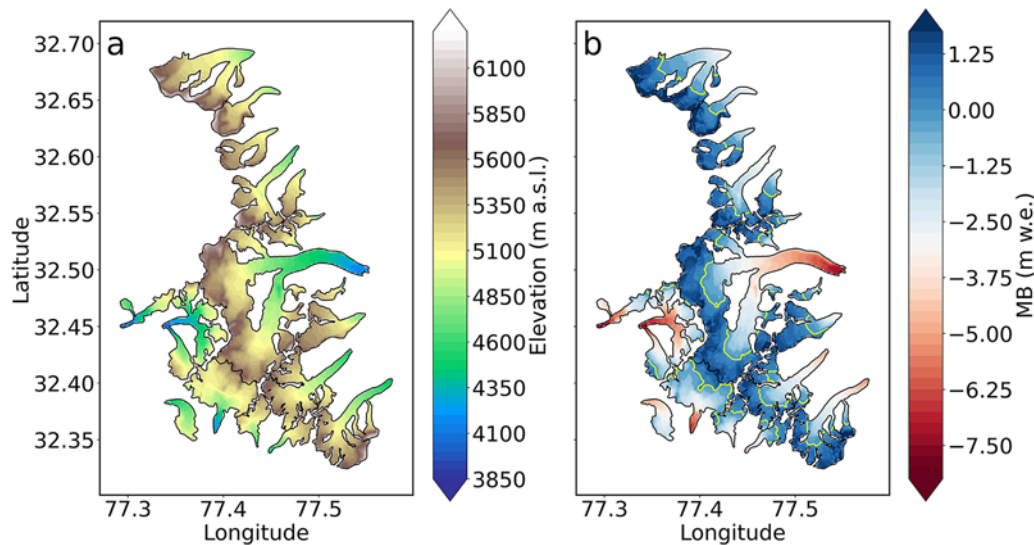 a
Latitude
32.70
32.65
32.60
32.55
32.50
32.45
32.40
32.35
77.3 77.4 77.5
Longitude
6100
5850
5600
5350
5100
4850
4600
4350
4100
3850
Elevation (m a.s.l.)
b
77.3 77.4 77.5
Longitude
1.25
0.00
−1.25
−2.50
−3.75
−5.00
−6.25
−7.50
MB (m w.e.)